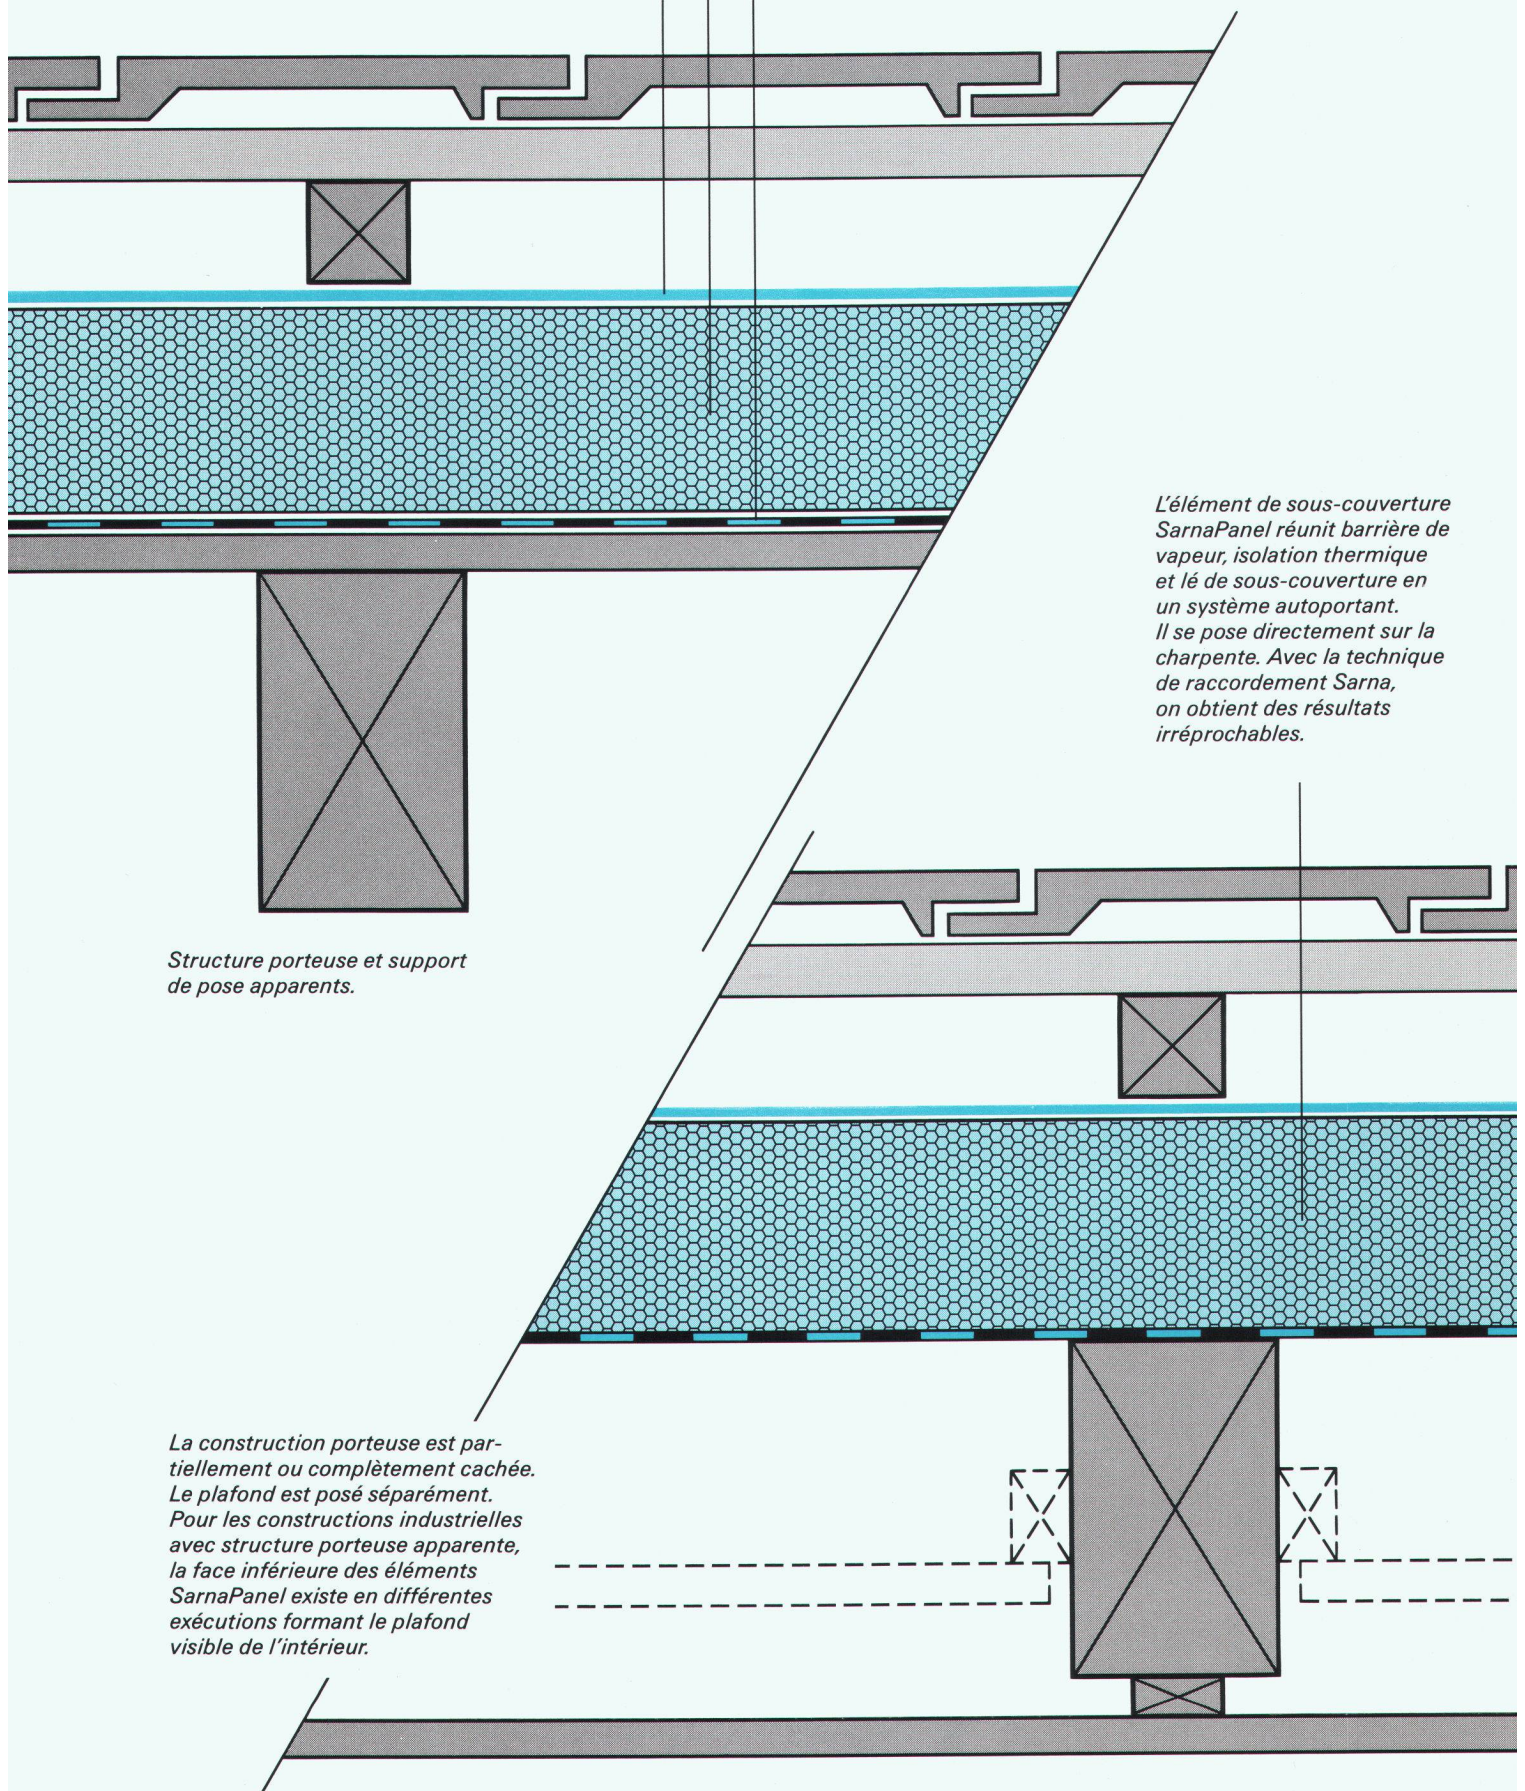 L'élément de sous-couverture
SarnaPanel réunit barrière de
vapeur, isolation thermique
et lé de sous-couverture en
un système autoportant.
Il se pose directement sur la
charpente. Avec la technique
de raccordement Sarna,
on obtient des résultats
irréprochables.
Structure porteuse et support
de pose apparents.
La construction porteuse est par-
tiellement ou complètement cachée.
Le plafond est posé séparément.
Pour les constructions industrielles
avec structure porteuse apparente,
la face inférieure des éléments
SarnaPanel existe en différentes
exécutions formant le plafond
visible de l'intérieur.